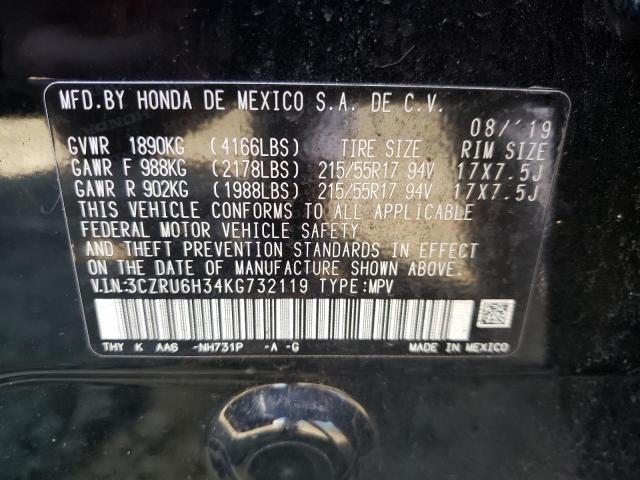 MFD.BY HONDA DE MEXICO S.A. DE C.V.
08/'19
GVWR 1890KG (4166LBS) TIRE SIZE RIM SIZE
GAWR F 988KG (2178LBS) 215/55R17 94V 17X7.5J
GAWR R 902KG (1988LBS) 215/55R17 94V 17X7.5J
THIS VEHICLE CONFORMS TO ALL APPLICABLE
FEDERAL MOTOR VEHICLE SAFETY
AND THEFT PREVENTION STANDARDS IN EFFECT
ON THE DATE OF MANUFACTURE SHOWN ABOVE.
V.IN:3CZRU6H34KG732119 TYPE:MPV
THY K AA6 -NH731P -A -G MADE IN MEXICO